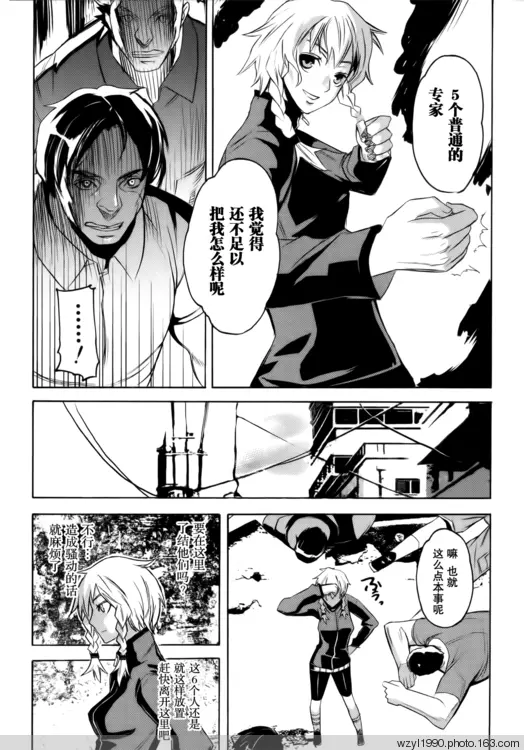 5个普通的
专家
我觉得
还不足以
把我怎么样呢
……!
嘛 也就
这么点本事呢
ふぅ
要在这里
了结他们吗?
不行…
造成骚动的话
就麻烦了
这6个人还是
就这样放置
赶快离开这里吧
wzyl1990.photo.163.com